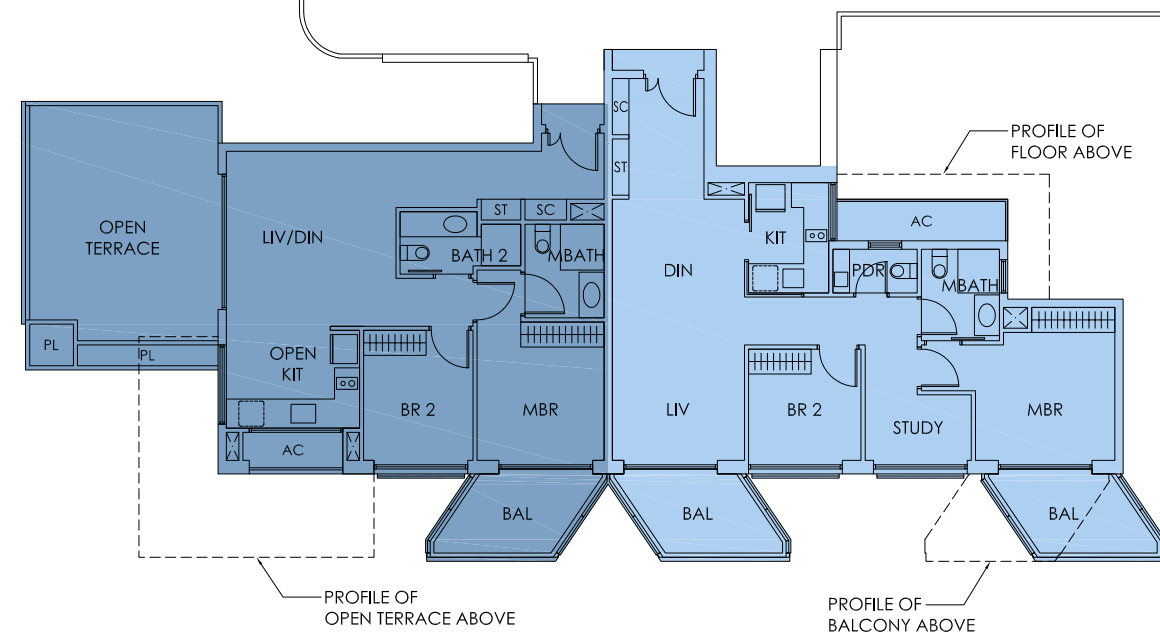 PROFILE OF
FLOOR ABOVE
OPEN
TERRACE
LIV/DIN
ST
SC
BATH 2
MBATH
PL
PL
OPEN
KIT
AC
BR 2
MBR
BAL
SC
ST
DIN
KIT
AC
PDR
MBATH
LIV
BR 2
STUDY
MBR
BAL
BAL
PROFILE OF
OPEN TERRACE ABOVE
PROFILE OF
BALCONY ABOVE